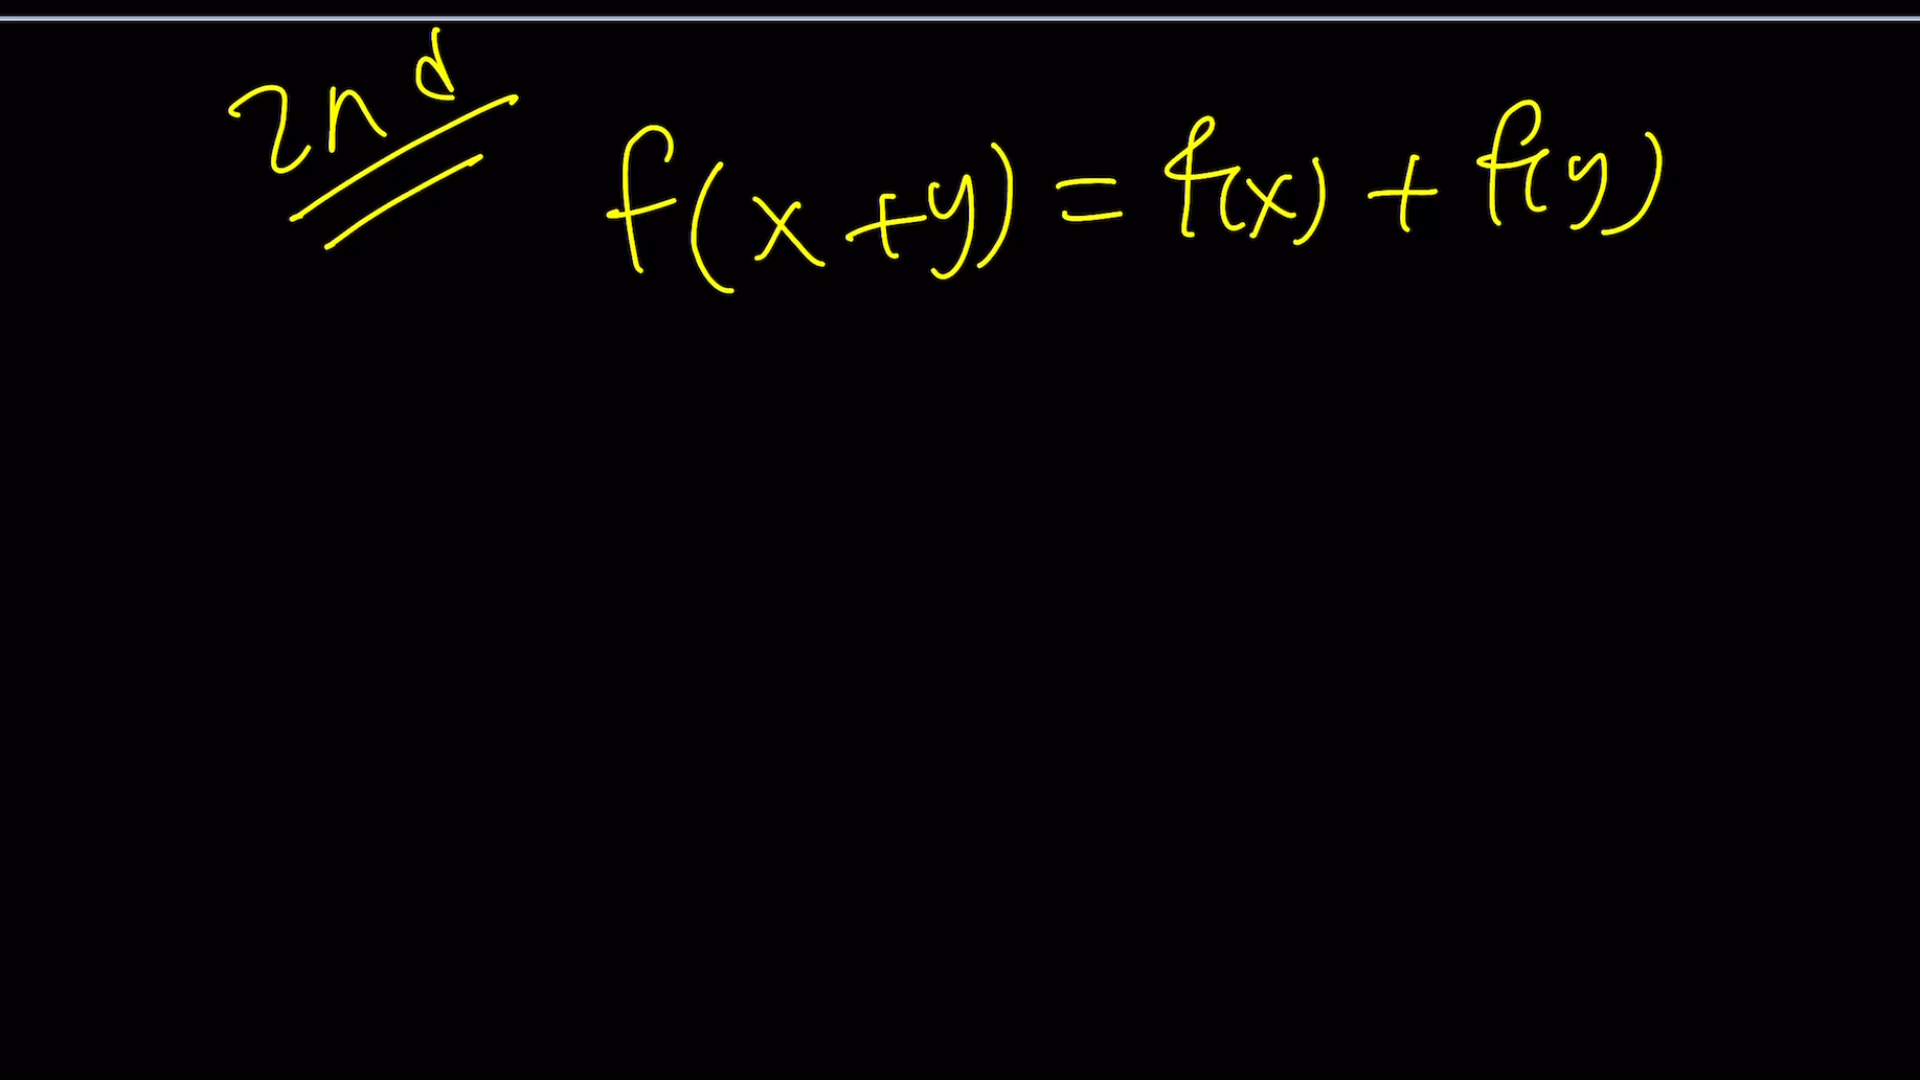 2nd
f(x+y) = f(x) + f(y)